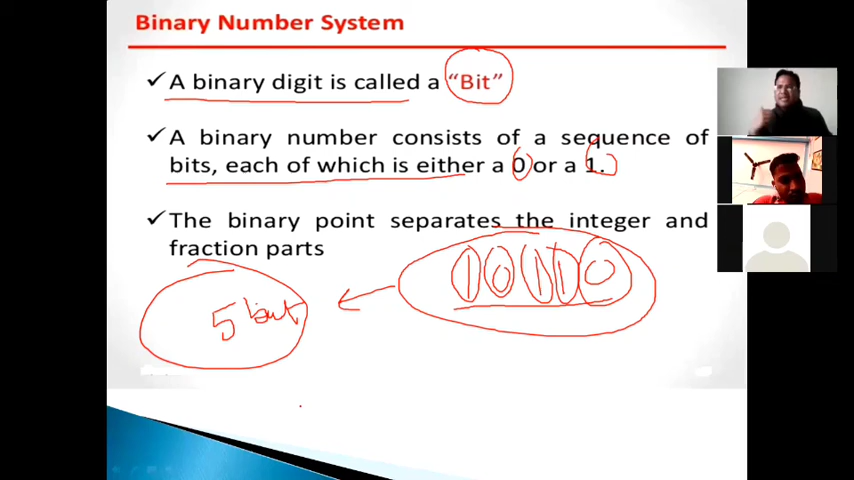 Binary Number System
✓ A binary digit is called a “Bit”
✓ A binary number consists of a sequence of
bits, each of which is either a 0 or a 1.
✓ The binary point separates the integer and
fraction parts
10110
5 bit